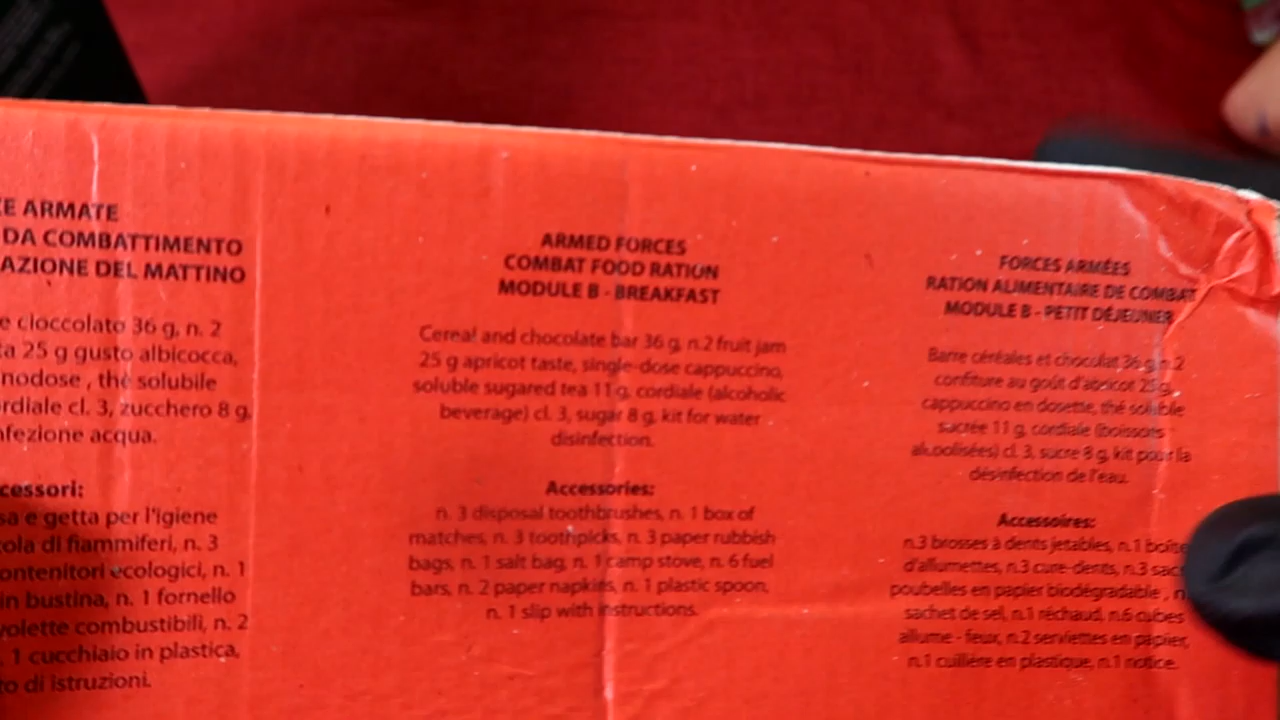 E ARMATE
DA COMBATTIMENTO
AZIONE DEL MATTINO
e cioccolato 36 g, n. 2
a 25 g gusto albicocca,
nodose , thé solubile
rdiale cl. 3, zucchero 8 g,
nfezione acqua.
cessori:
sa e getta per l'igiene
ola di fiammiferi, n. 3
ontenitori ecologici, n. 1
in bustina, n. 1 fornello
volette combustibili, n. 2
. 1 cucchiaio in plastica,
to di istruzioni.
ARMED FORCES
COMBAT FOOD RATION
MODULE B - BREAKFAST
Cereal and chocolate bar 36 g, n.2 fruit jam
25 g apricot taste, single-dose cappuccino,
soluble sugared tea 11 g, cordiale (alcoholic
beverage) cl. 3, sugar 8 g, kit for water
disinfection.
Accessories:
n. 3 disposal toothbrushes, n. 1 box of
matches, n. 3 toothpicks, n. 3 paper rubbish
bags, n. 1 salt bag, n. 1 camp stove, n. 6 fuel
bars, n. 2 paper napkins, n. 1 plastic spoon,
n. 1 slip with instructions.
FORCES ARMÉES
RATION ALIMENTAIRE DE COMBAT
MODULE B - PETIT DÉJEUNER
Barre céréales et chocolat 36 g, n.2
confiture au goût d'abricot 25 g,
cappuccino en dosette, thé soluble
sucrée 11 g, cordiale (boissons
alcoolisées) cl. 3, sucre 8 g, kit pour la
désinfection de l'eau.
Accessoires:
n.3 brosses à dents jetables, n.1 boîte
d'allumettes, n.3 cure-dents, n.3 sacs
poubelles en papier biodégradable , n
sachet de sel, n.1 réchaud, n.6 cubes
allume - feux, n.2 serviettes en papier,
n.1 cuillère en plastique, n.1 notice.